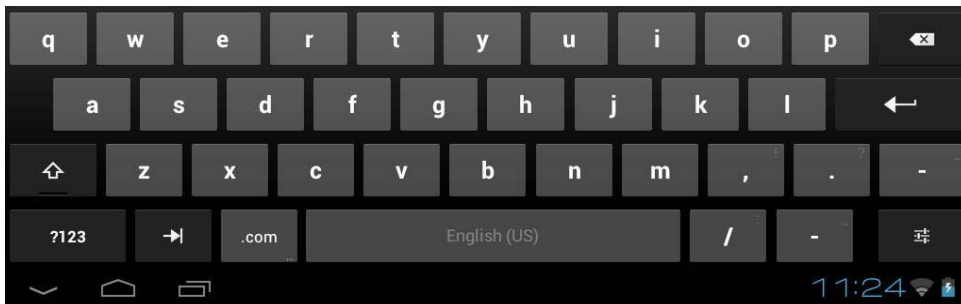 q w e r t y u i o p
a s d f g h j k l
z x c v b n m , ! . ? -
?123 .com ... English (US) / : -
11:24